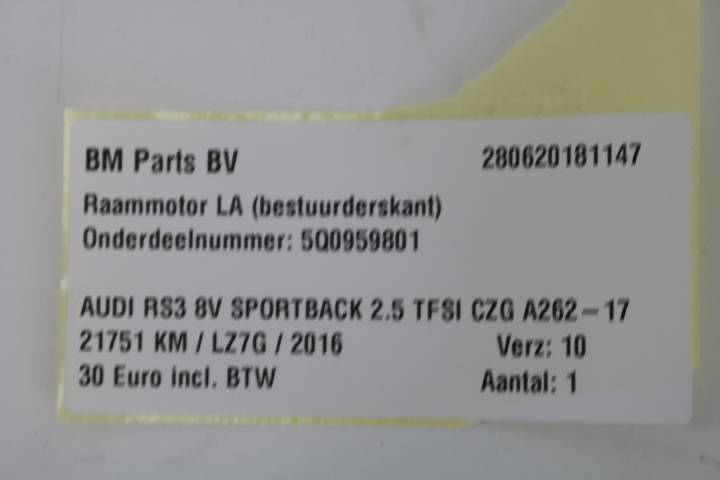 BM Parts BV 280620181147
Raammotor LA (bestuurderskant)
Onderdeelnummer: 5Q0959801
AUDI RS3 8V SPORTBACK 2.5 TFSI CZG A262-17
21751 KM / LZ7G / 2016 Verz: 10
30 Euro incl. BTW Aantal: 1